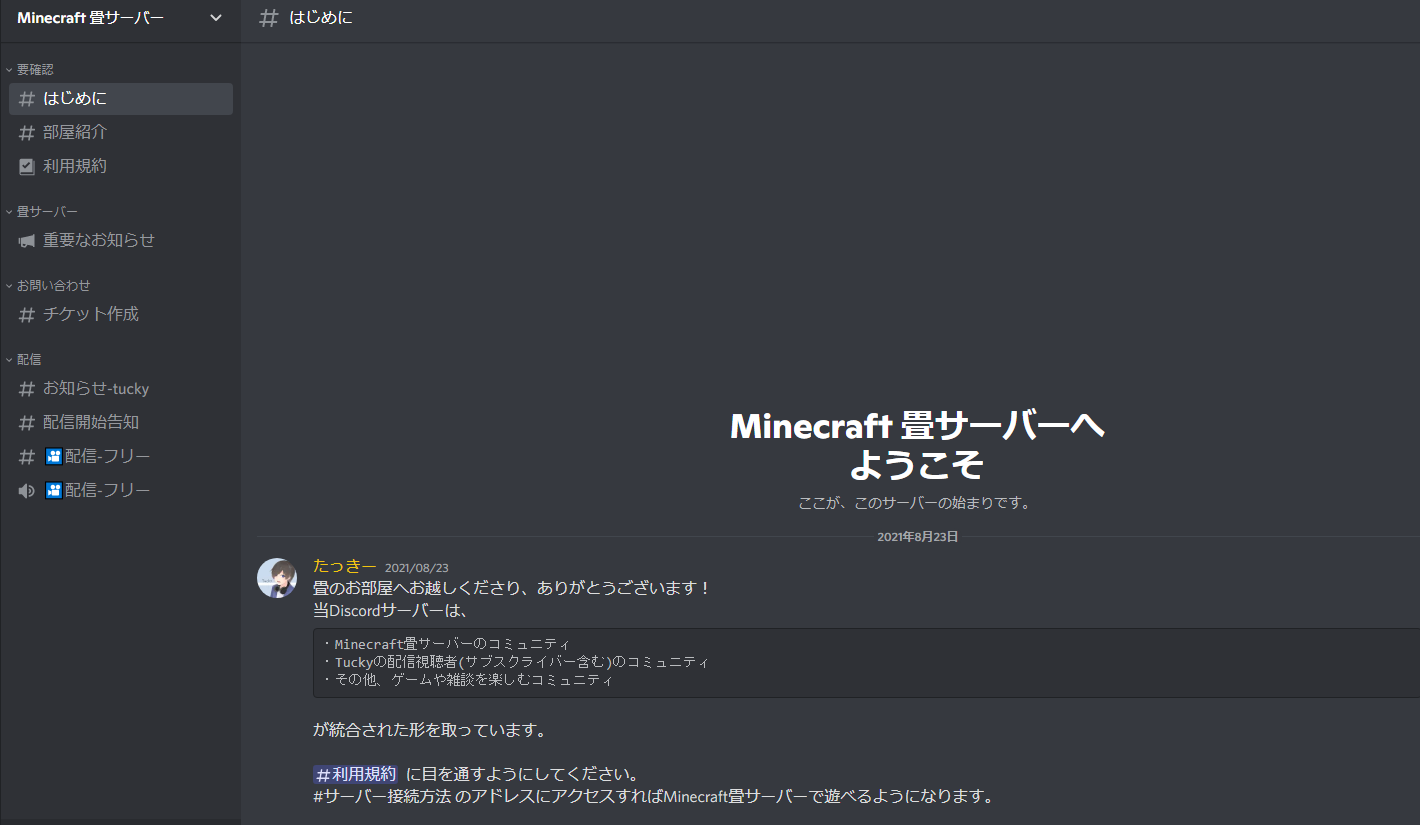 Minecraft 畳サーバー
要確認
はじめに
部屋紹介
利用規約
畳サーバー
重要なお知らせ
お問い合わせ
チケット作成
配信
お知らせ-tucky
配信開始告知
🎦配信-フリー
🎦配信-フリー
# はじめに
Minecraft 畳サーバーへ
ようこそ
ここが、このサーバーの始まりです。
2021年8月23日
たっきー 2021/08/23
畳のお部屋へお越しくださり、ありがとうございます！
当Discordサーバーは、
・Minecraft畳サーバーのコミュニティ
・Tuckyの配信視聴者(サブスクライバー含む)のコミュニティ
・その他、ゲームや雑談を楽しむコミュニティ
が統合された形を取っています。
#利用規約 に目を通すようにしてください。
#サーバー接続方法 のアドレスにアクセスすればMinecraft畳サーバーで遊べるようになります。